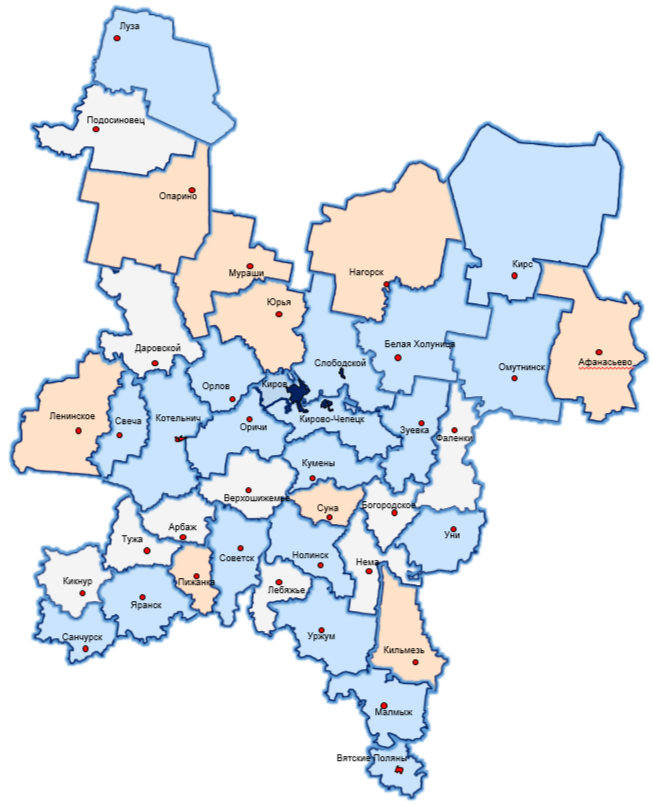 Луза
Подосиновец
Опарино
Мураши
Нагорск
Кирс
Юрья
Даровской
Белая Холуница
Слободской
Афанасьево
Омутнинск
Орлов
Киров
Ленинское
Свеча
Котельнич
Оричи
Кирово-Чепецк
Зуевка
Фаленки
Кумены
Верхошижемье
Суна
Богородское
Арбаж
Тужа
Уни
Советск
Нолинск
Нема
Кикнур
Пижанка
Лебяжье
Яранск
Санчурск
Уржум
Кильмезь
Малмыж
Вятские Поляны